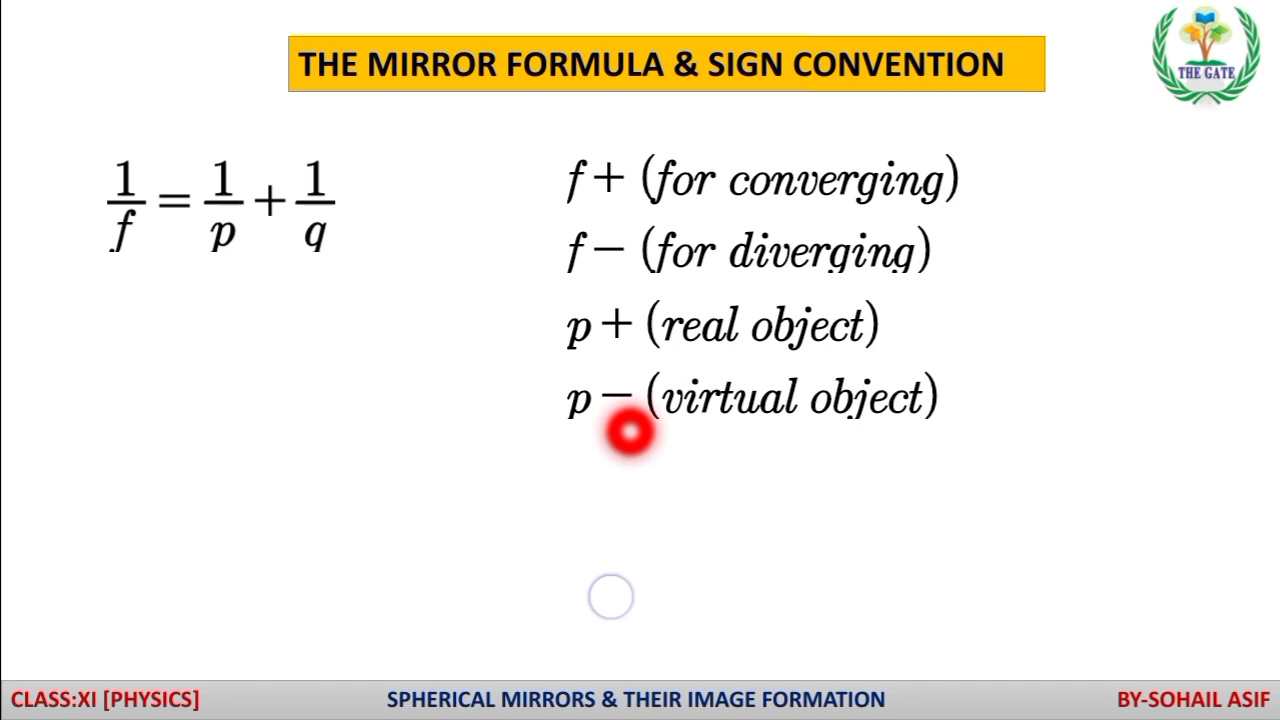 THE MIRROR FORMULA & SIGN CONVENTION
THE GATE
1/f = 1/p + 1/q
f + (for converging)
f − (for diverging)
p + (real object)
p − (virtual object)
CLASS:XI [PHYSICS]
SPHERICAL MIRRORS & THEIR IMAGE FORMATION
BY-SOHAIL ASIF